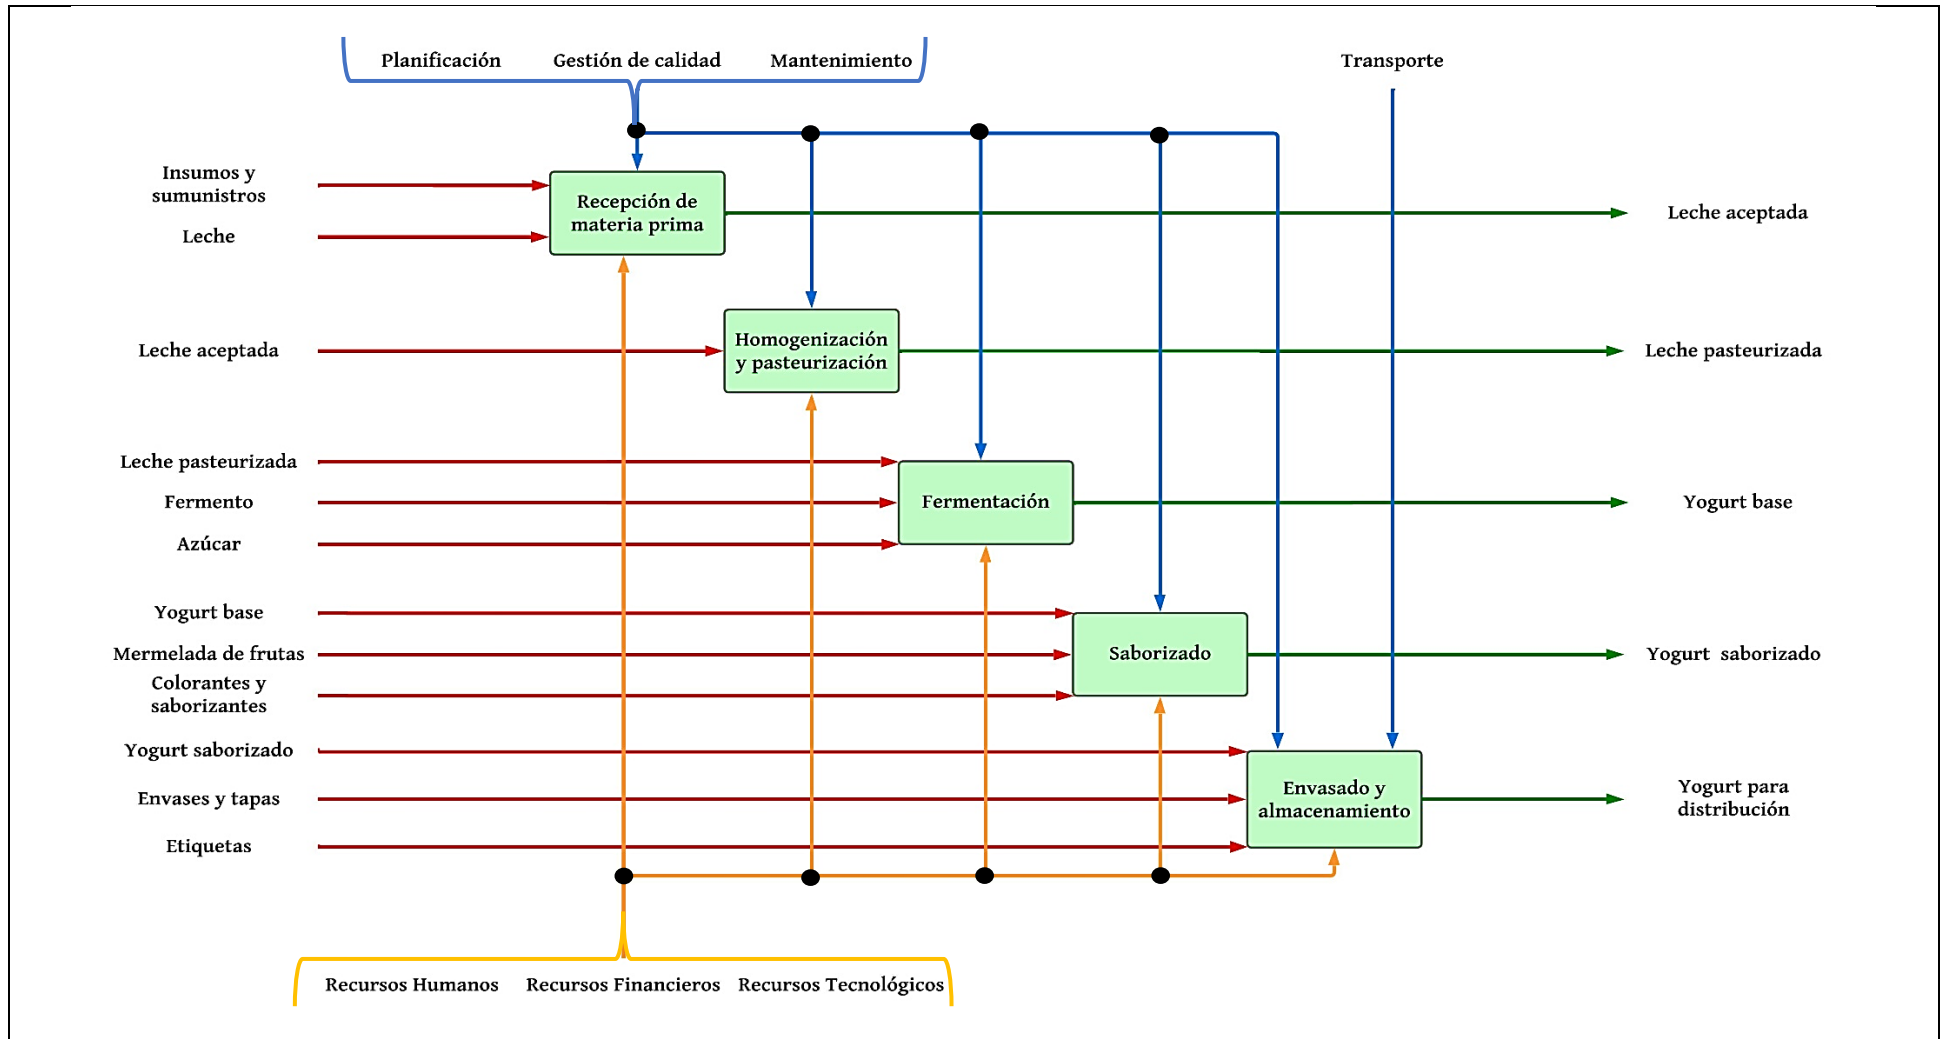 Planificación Gestión de calidad Mantenimiento
Transporte
Insumos y
sumunistros
Leche
Recepción de
materia prima
Leche aceptada
Leche aceptada
Homogenización
y pasteurización
Leche pasteurizada
Leche pasteurizada
Fermento
Azúcar
Fermentación
Yogurt base
Yogurt base
Mermelada de frutas
Colorantes y
saborizantes
Saborizado
Yogurt saborizado
Yogurt saborizado
Envases y tapas
Etiquetas
Envasado y
almacenamiento
Yogurt para
distribución
Recursos Humanos Recursos Financieros Recursos Tecnológicos